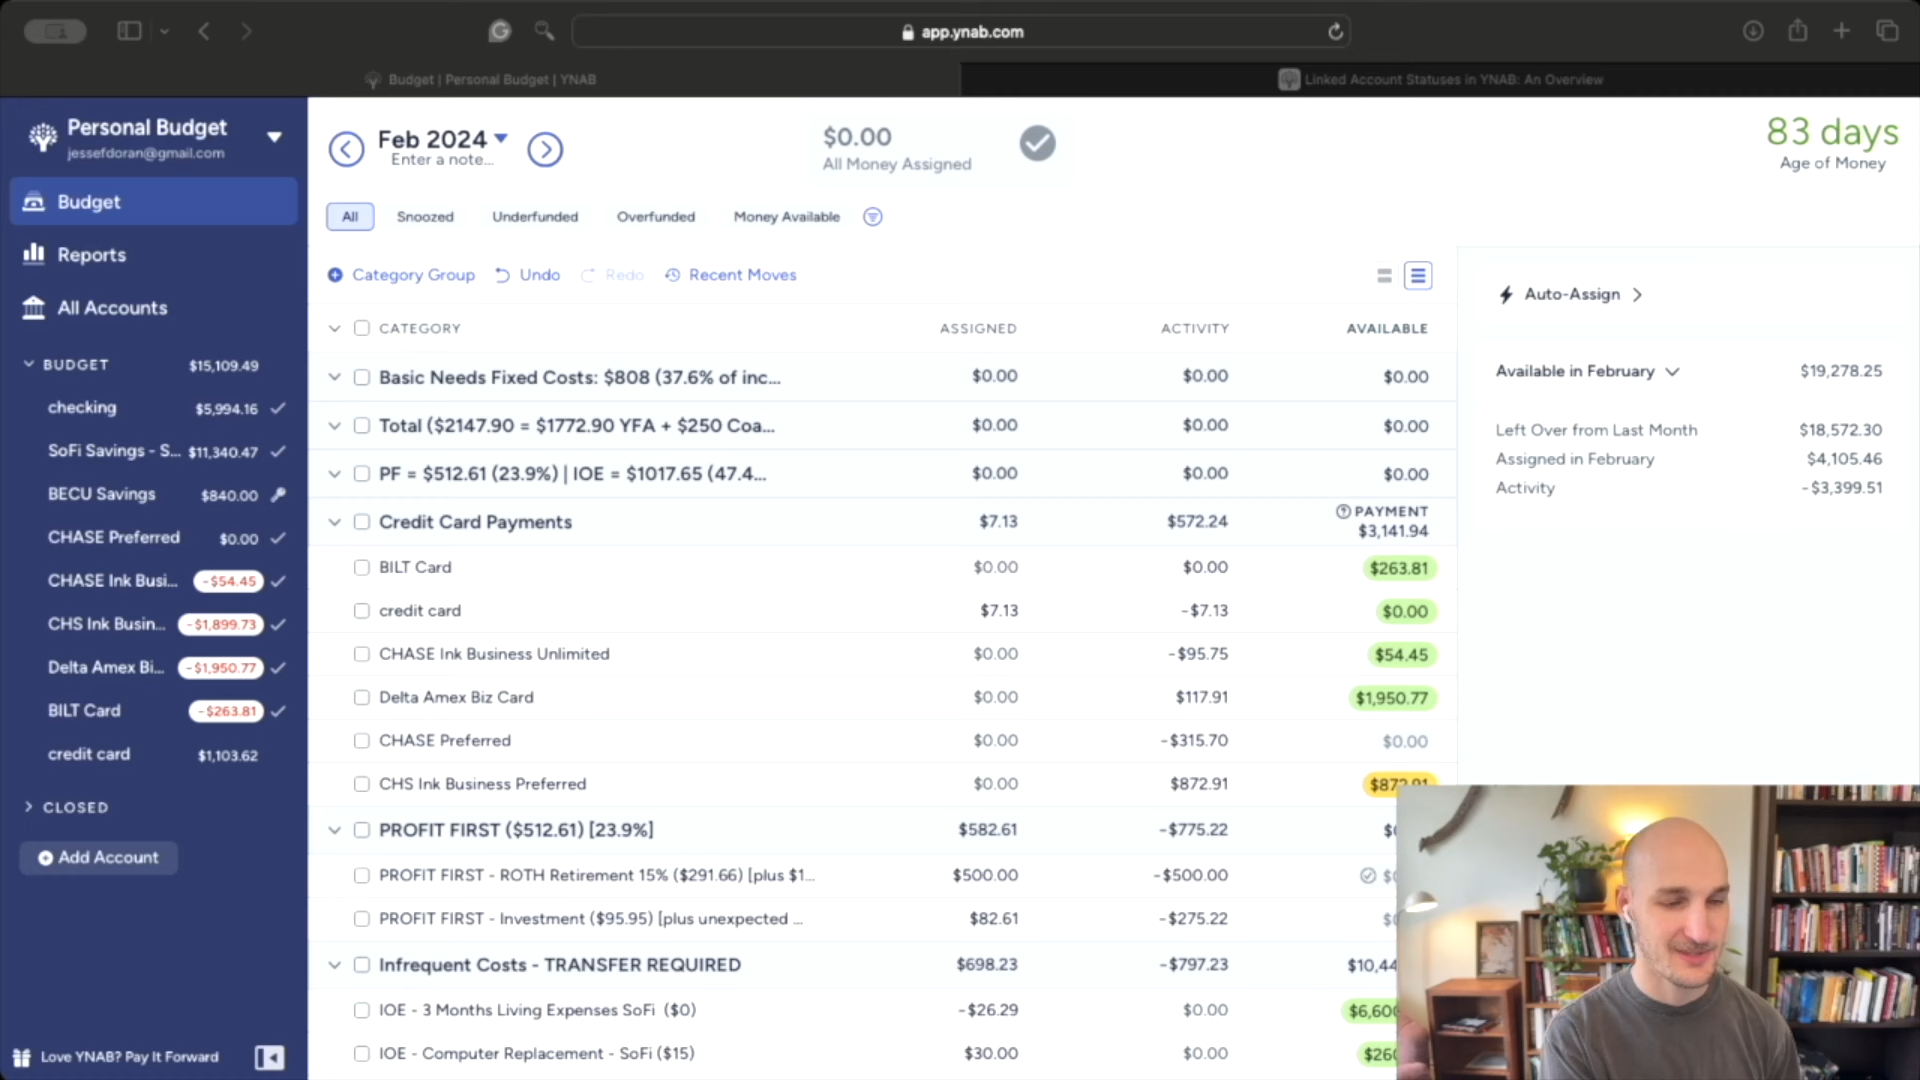 app.ynab.com
Budget | Personal Budget | YNAB
Linked Account Statuses in YNAB: An Overview
Personal Budget
jessefdoran@gmail.com
Budget
Reports
All Accounts
BUDGET $15,109.49
checking $5,994.16
SoFi Savings - S... $11,340.47
BECU Savings $840.00
CHASE Preferred $0.00
CHASE Ink Busi... -$54.45
CHS Ink Busin... -$1,899.73
Delta Amex Bi... -$1,950.77
BILT Card -$263.81
credit card $1,103.62
CLOSED
Add Account
Love YNAB? Pay It Forward
Feb 2024
Enter a note...
$0.00
All Money Assigned
83 days
Age of Money
All Snoozed Underfunded Overfunded Money Available
Category Group Undo Redo Recent Moves
CATEGORY ASSIGNED ACTIVITY AVAILABLE
Basic Needs Fixed Costs: $808 (37.6% of inc... $0.00 $0.00 $0.00
Total ($2147.90 = $1772.90 YFA + $250 Coa... $0.00 $0.00 $0.00
PF = $512.61 (23.9%) | IOE = $1017.65 (47.4... $0.00 $0.00 $0.00
Credit Card Payments $7.13 $572.24 PAYMENT
$3,141.94
BILT Card $0.00 $0.00 $263.81
credit card $7.13 -$7.13 $0.00
CHASE Ink Business Unlimited $0.00 -$95.75 $54.45
Delta Amex Biz Card $0.00 $117.91 $1,950.77
CHASE Preferred $0.00 -$315.70 $0.00
CHS Ink Business Preferred $0.00 $872.91 $872.91
PROFIT FIRST ($512.61) [23.9%] $582.61 -$775.22
PROFIT FIRST - ROTH Retirement 15% ($291.66) [plus $1... $500.00 -$500.00
PROFIT FIRST - Investment ($95.95) [plus unexpected ... $82.61 -$275.22
Infrequent Costs - TRANSFER REQUIRED $698.23 -$797.23 $10,44
IOE - 3 Months Living Expenses SoFi ($0) -$26.29 $0.00 $6,600
IOE - Computer Replacement - SoFi ($15) $30.00 $0.00 $260
Auto-Assign
Available in February $19,278.25
Left Over from Last Month $18,572.30
Assigned in February $4,105.46
Activity -$3,399.51